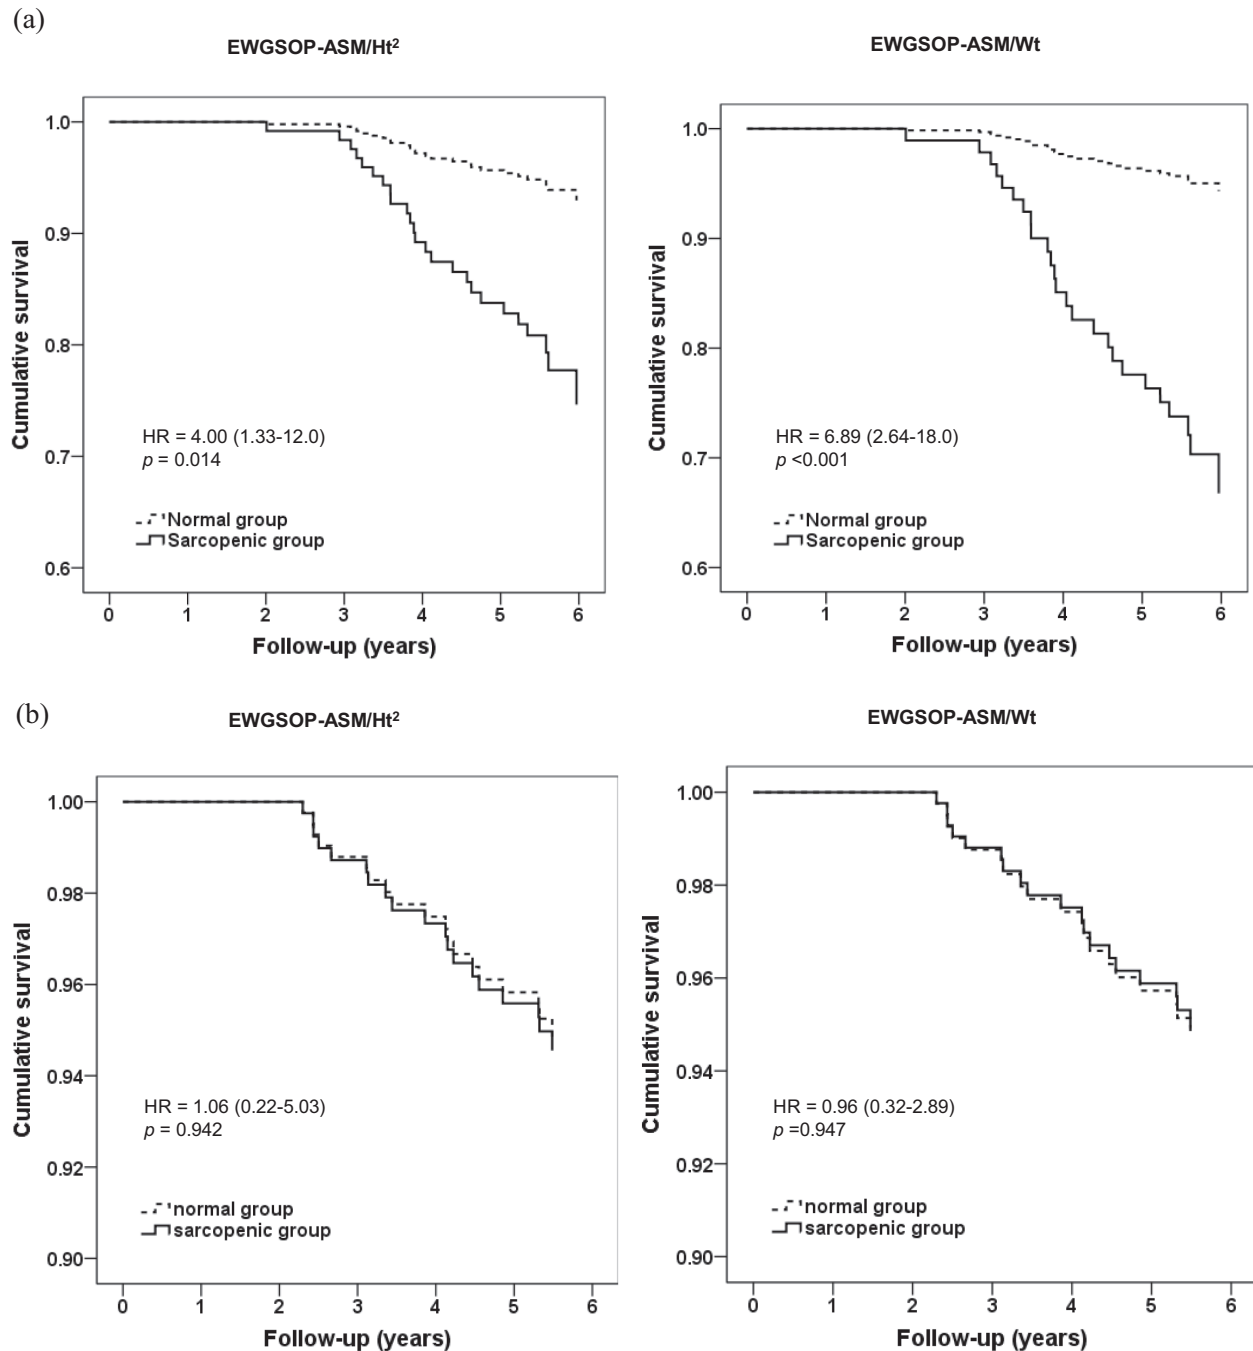 (a)
EWGSOP-ASM/Ht²
1.0
0.9
0.8
0.7
0.6
Cumulative survival
HR = 4.00 (1.33-12.0)
p = 0.014
Normal group
Sarcopenic group
0 1 2 3 4 5 6
Follow-up (years)
EWGSOP-ASM/Wt
1.0
0.9
0.8
0.7
0.6
Cumulative survival
HR = 6.89 (2.64-18.0)
p <0.001
Normal group
Sarcopenic group
0 1 2 3 4 5 6
Follow-up (years)
(b)
EWGSOP-ASM/Ht²
1.00
0.98
0.96
0.94
0.92
0.90
Cumulative survival
HR = 1.06 (0.22-5.03)
p = 0.942
normal group
sarcopenic group
0 1 2 3 4 5 6
Follow-up (years)
EWGSOP-ASM/Wt
1.00
0.98
0.96
0.94
0.92
0.90
Cumulative survival
HR = 0.96 (0.32-2.89)
p =0.947
normal group
sarcopenic group
0 1 2 3 4 5 6
Follow-up (years)